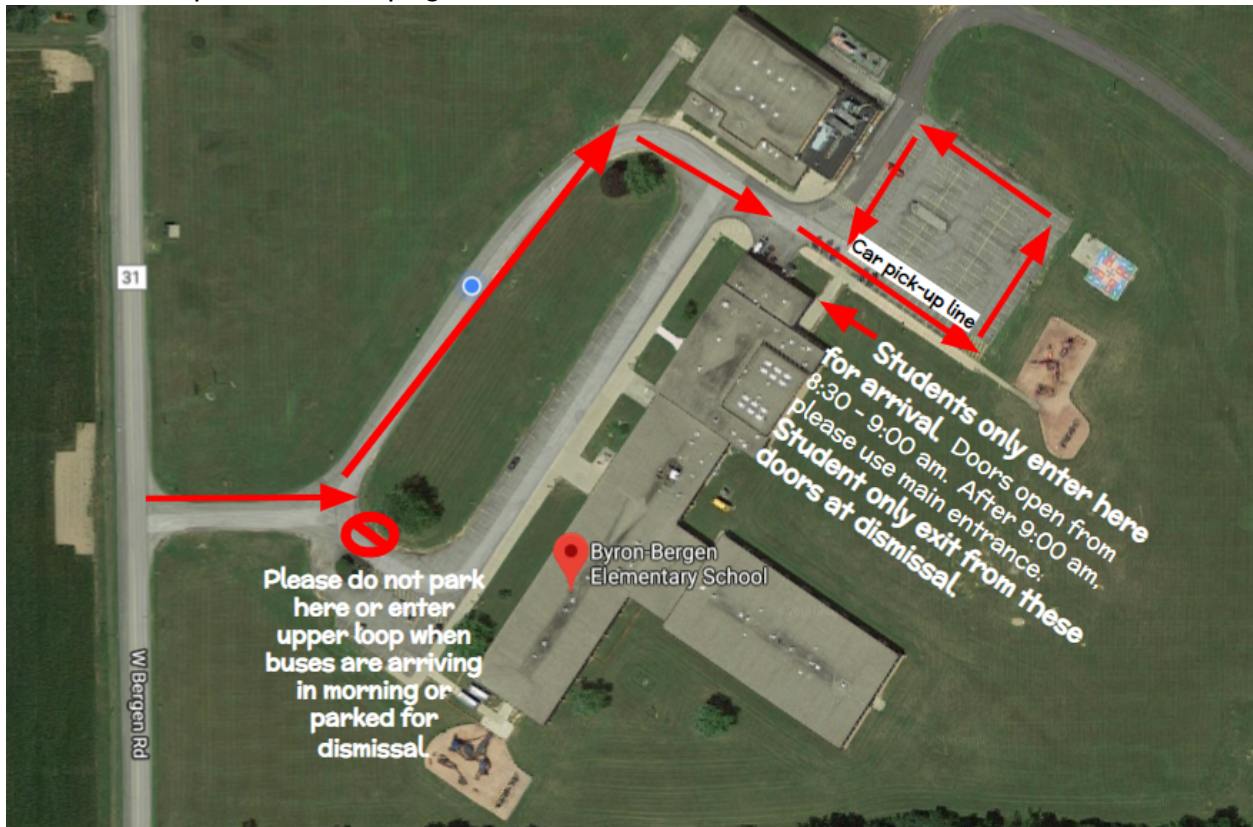 31
Car pick-up line
Students only enter here
for arrival. Doors open from
8:30 - 9:00 am. After 9:00 am.
please use main entrance.
Student only exit from these
doors at dismissal.
Byron-Bergen
Elementary School
Please do not park
here or enter
upper loop when
buses are arriving
in morning or
parked for
dismissal.
W Bergen Rd